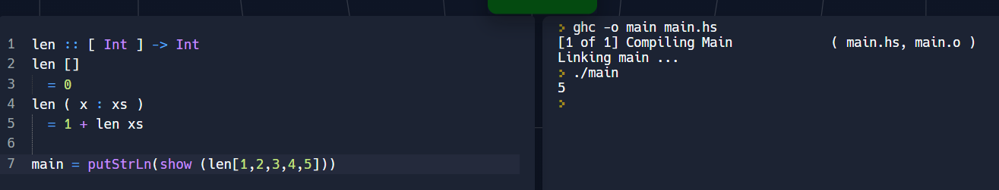 1 len :: [ Int ] -> Int
2 len []
3   = 0
4 len ( x : xs )
5   = 1 + len xs
6
7 main = putStrLn(show (len[1,2,3,4,5]))
> ghc -o main main.hs
[1 of 1] Compiling Main             ( main.hs, main.o )
Linking main ...
> ./main
5
>